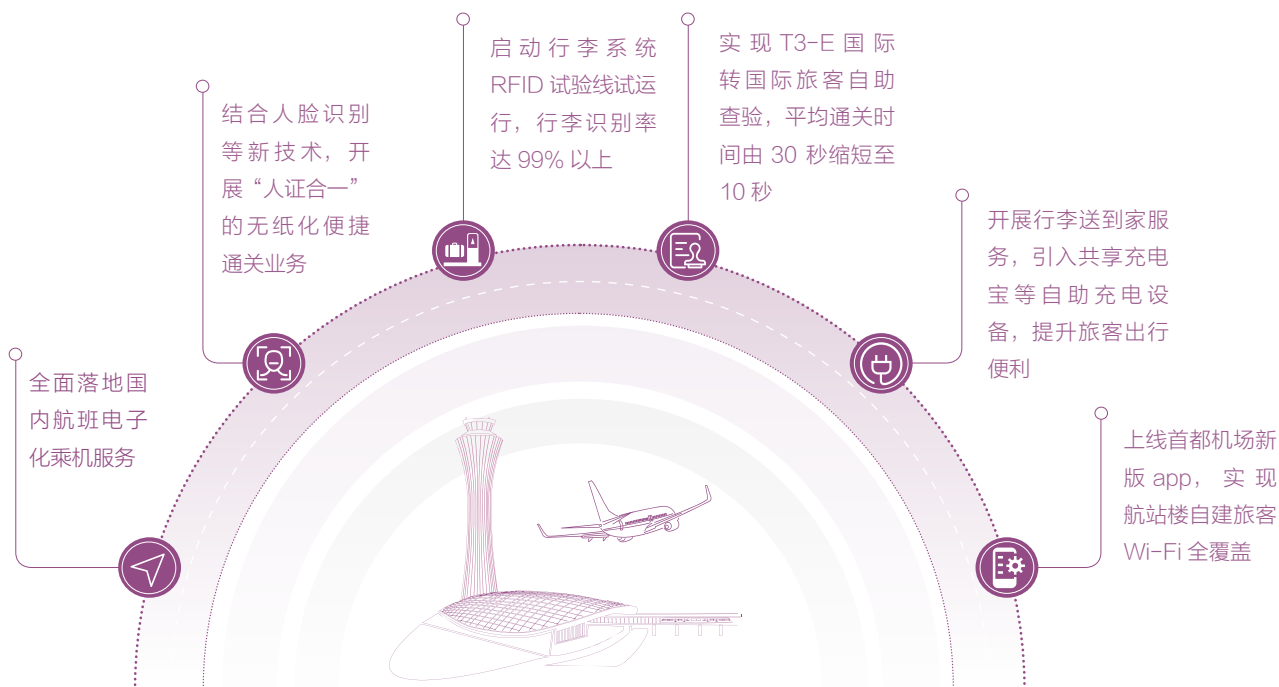 全面落地国
内航班电子
化乘机服务
结合人脸识别
等新技术，开
展“人证合一”
的无纸化便捷
通关业务
启动行李系统
RFID 试验线试运
行，行李识别率
达 99% 以上
实现 T3-E 国际
转国际旅客自助
查验，平均通关时
间由 30 秒缩短至
10 秒
开展行李送到家服
务，引入共享充电
宝等自助充电设
备，提升旅客出行
便利
上线首都机场新
版 app，实现
航站楼自建旅客
Wi-Fi 全覆盖